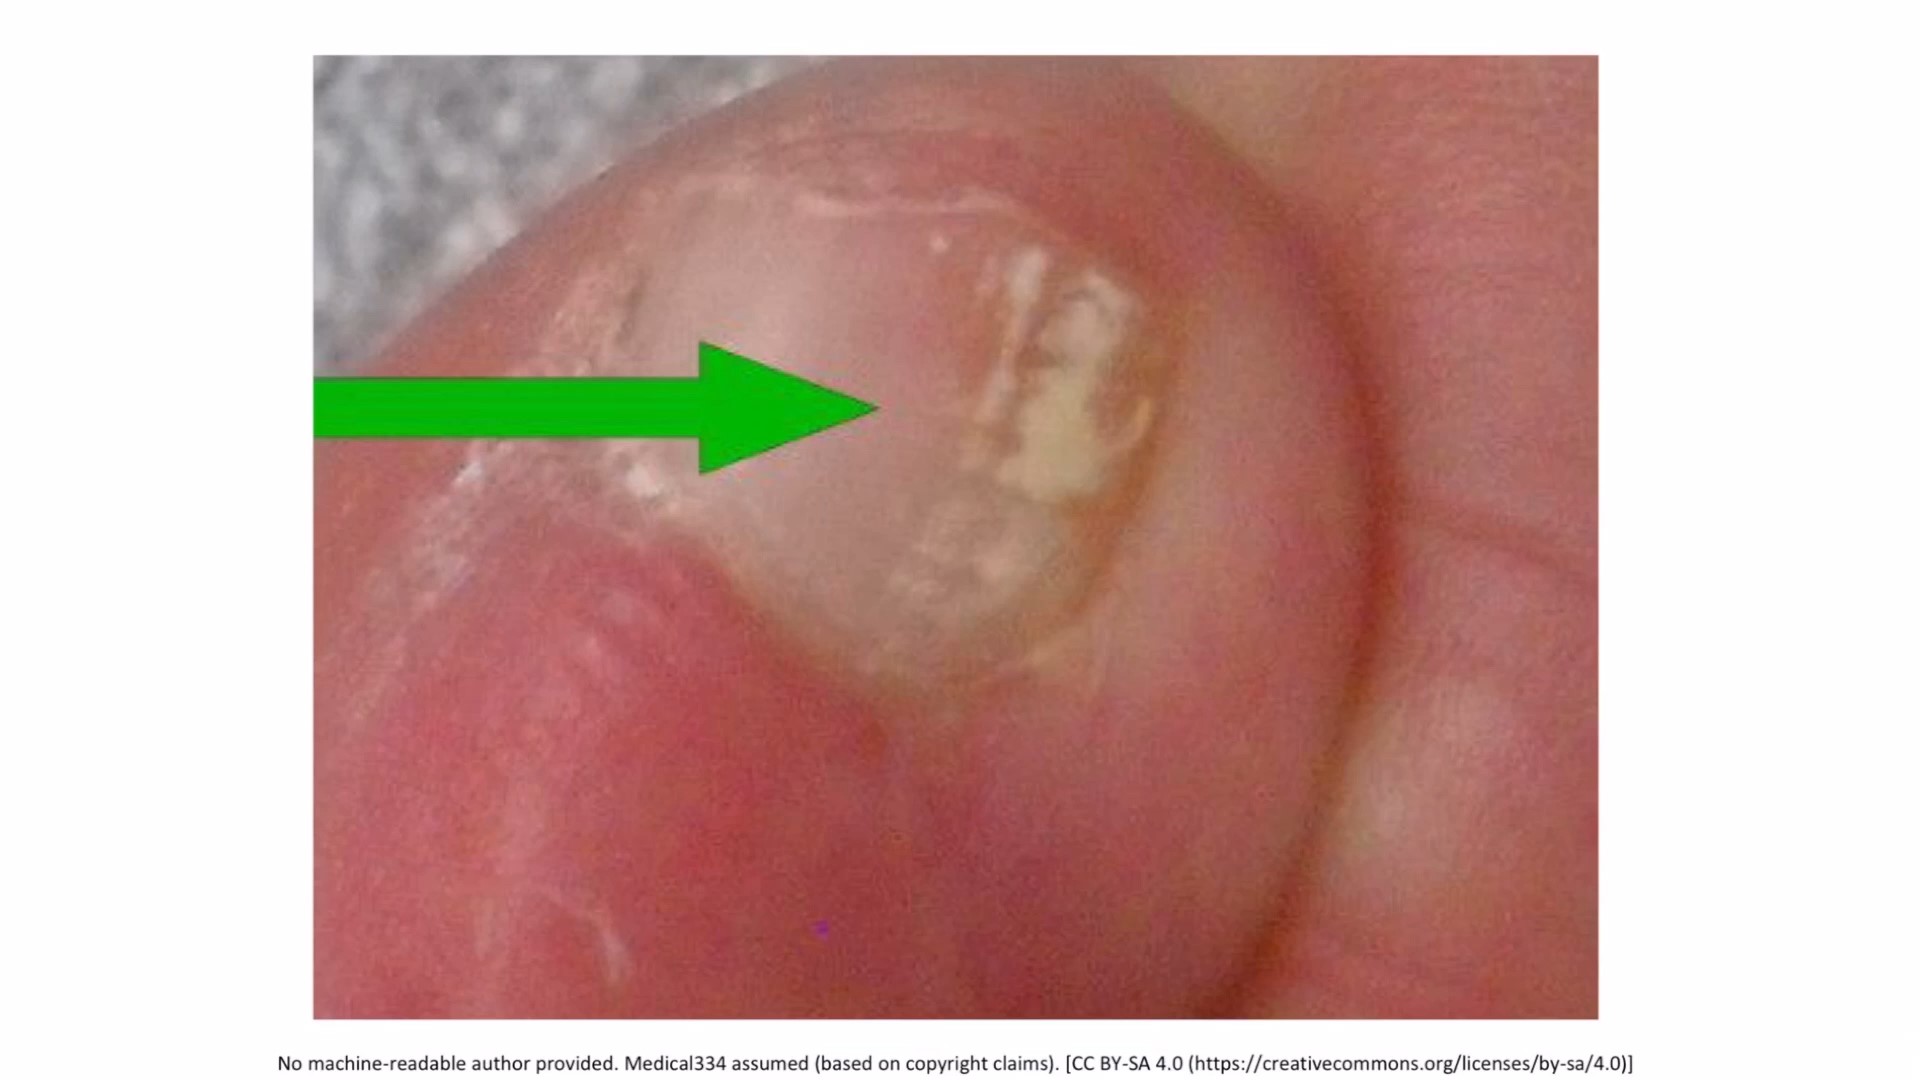 No machine-readable author provided. Medical334 assumed (based on copyright claims). [CC BY-SA 4.0 (https://creativecommons.org/licenses/by-sa/4.0)]